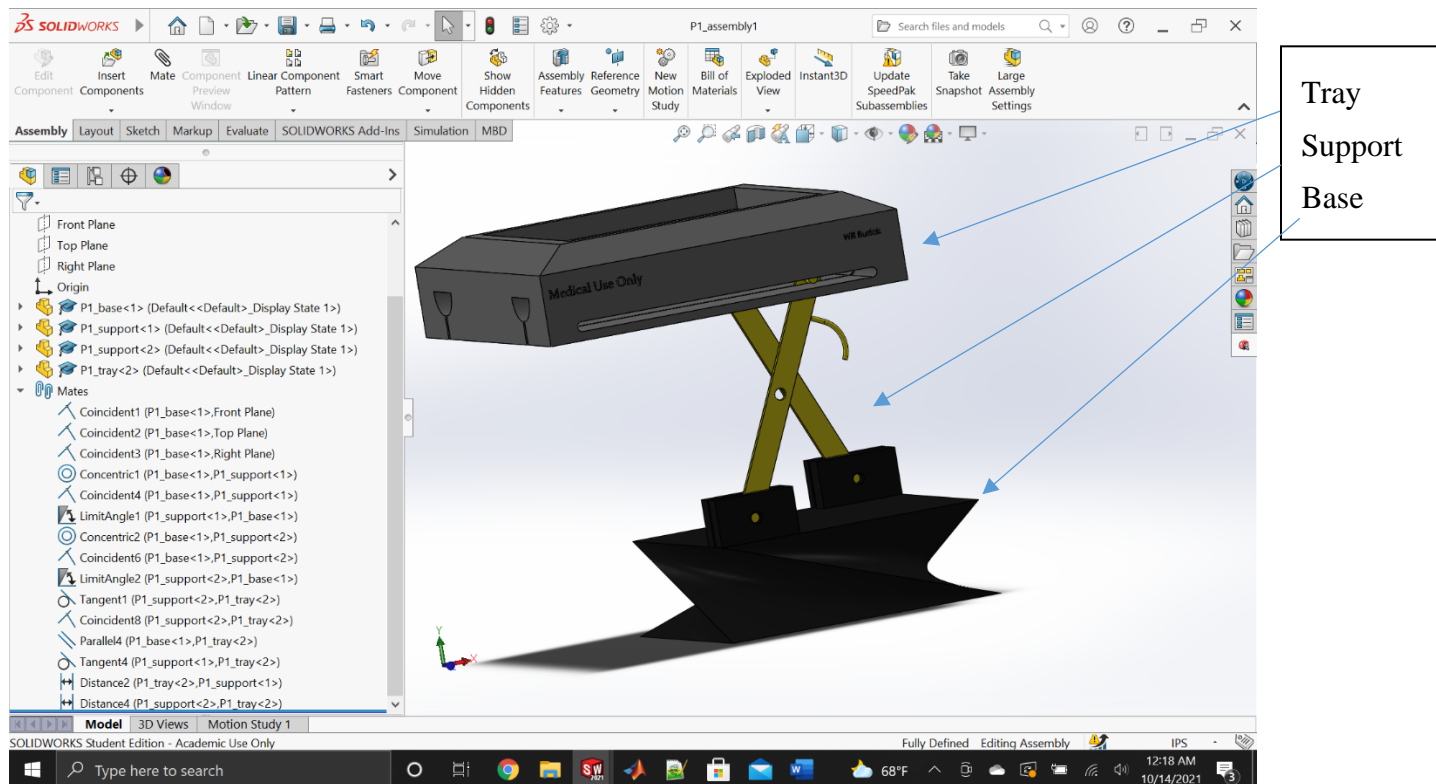 SOLIDWORKS
P1_assembly1
Search files and models
Edit Component
Insert Components
Mate
Component Preview Window
Linear Component Pattern
Smart Fasteners
Move Component
Show Hidden Components
Assembly Features
Reference Geometry
New Motion Study
Bill of Materials
Exploded View
Instant3D
Update SpeedPak Subassemblies
Take Snapshot
Large Assembly Settings
Assembly Layout Sketch Markup Evaluate SOLIDWORKS Add-Ins Simulation MBD
Front Plane
Top Plane
Right Plane
Origin
P1_base<1> (Default<<Default>_Display State 1>)
P1_support<1> (Default<<Default>_Display State 1>)
P1_support<2> (Default<<Default>_Display State 1>)
P1_tray<2> (Default<<Default>_Display State 1>)
Mates
Coincident1 (P1_base<1>,Front Plane)
Coincident2 (P1_base<1>,Top Plane)
Coincident3 (P1_base<1>,Right Plane)
Concentric1 (P1_base<1>,P1_support<1>)
Coincident4 (P1_base<1>,P1_support<1>)
LimitAngle1 (P1_support<1>,P1_base<1>)
Concentric2 (P1_base<1>,P1_support<2>)
Coincident6 (P1_base<1>,P1_support<2>)
LimitAngle2 (P1_support<2>,P1_base<1>)
Tangent1 (P1_support<2>,P1_tray<2>)
Coincident8 (P1_support<2>,P1_tray<2>)
Parallel4 (P1_base<1>,P1_tray<2>)
Tangent4 (P1_support<1>,P1_tray<2>)
Distance2 (P1_tray<2>,P1_support<1>)
Distance4 (P1_support<2>,P1_tray<2>)
Medical Use Only
Y
X
Tray
Support
Base
Model 3D Views Motion Study 1
SOLIDWORKS Student Edition - Academic Use Only
Fully Defined Editing Assembly IPS
Type here to search
SW
2021
68°F
12:18 AM
10/14/2021
3